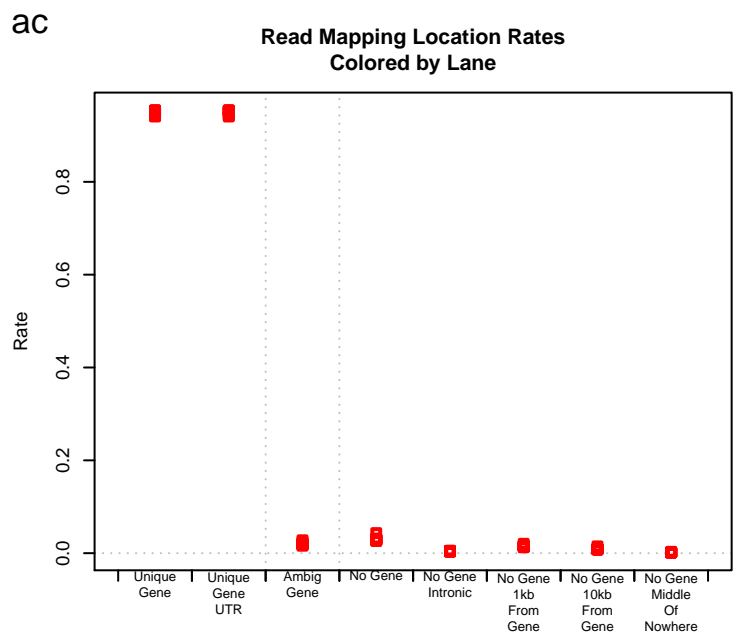 ac
Read Mapping Location Rates
Colored by Lane
Rate
0.8
0.6
0.4
0.2
0.0
Unique
Gene
Unique
Gene
UTR
Ambig
Gene
No Gene
No Gene
Intronic
No Gene
1kb
From
Gene
No Gene
10kb
From
Gene
No Gene
Middle
Of
Nowhere